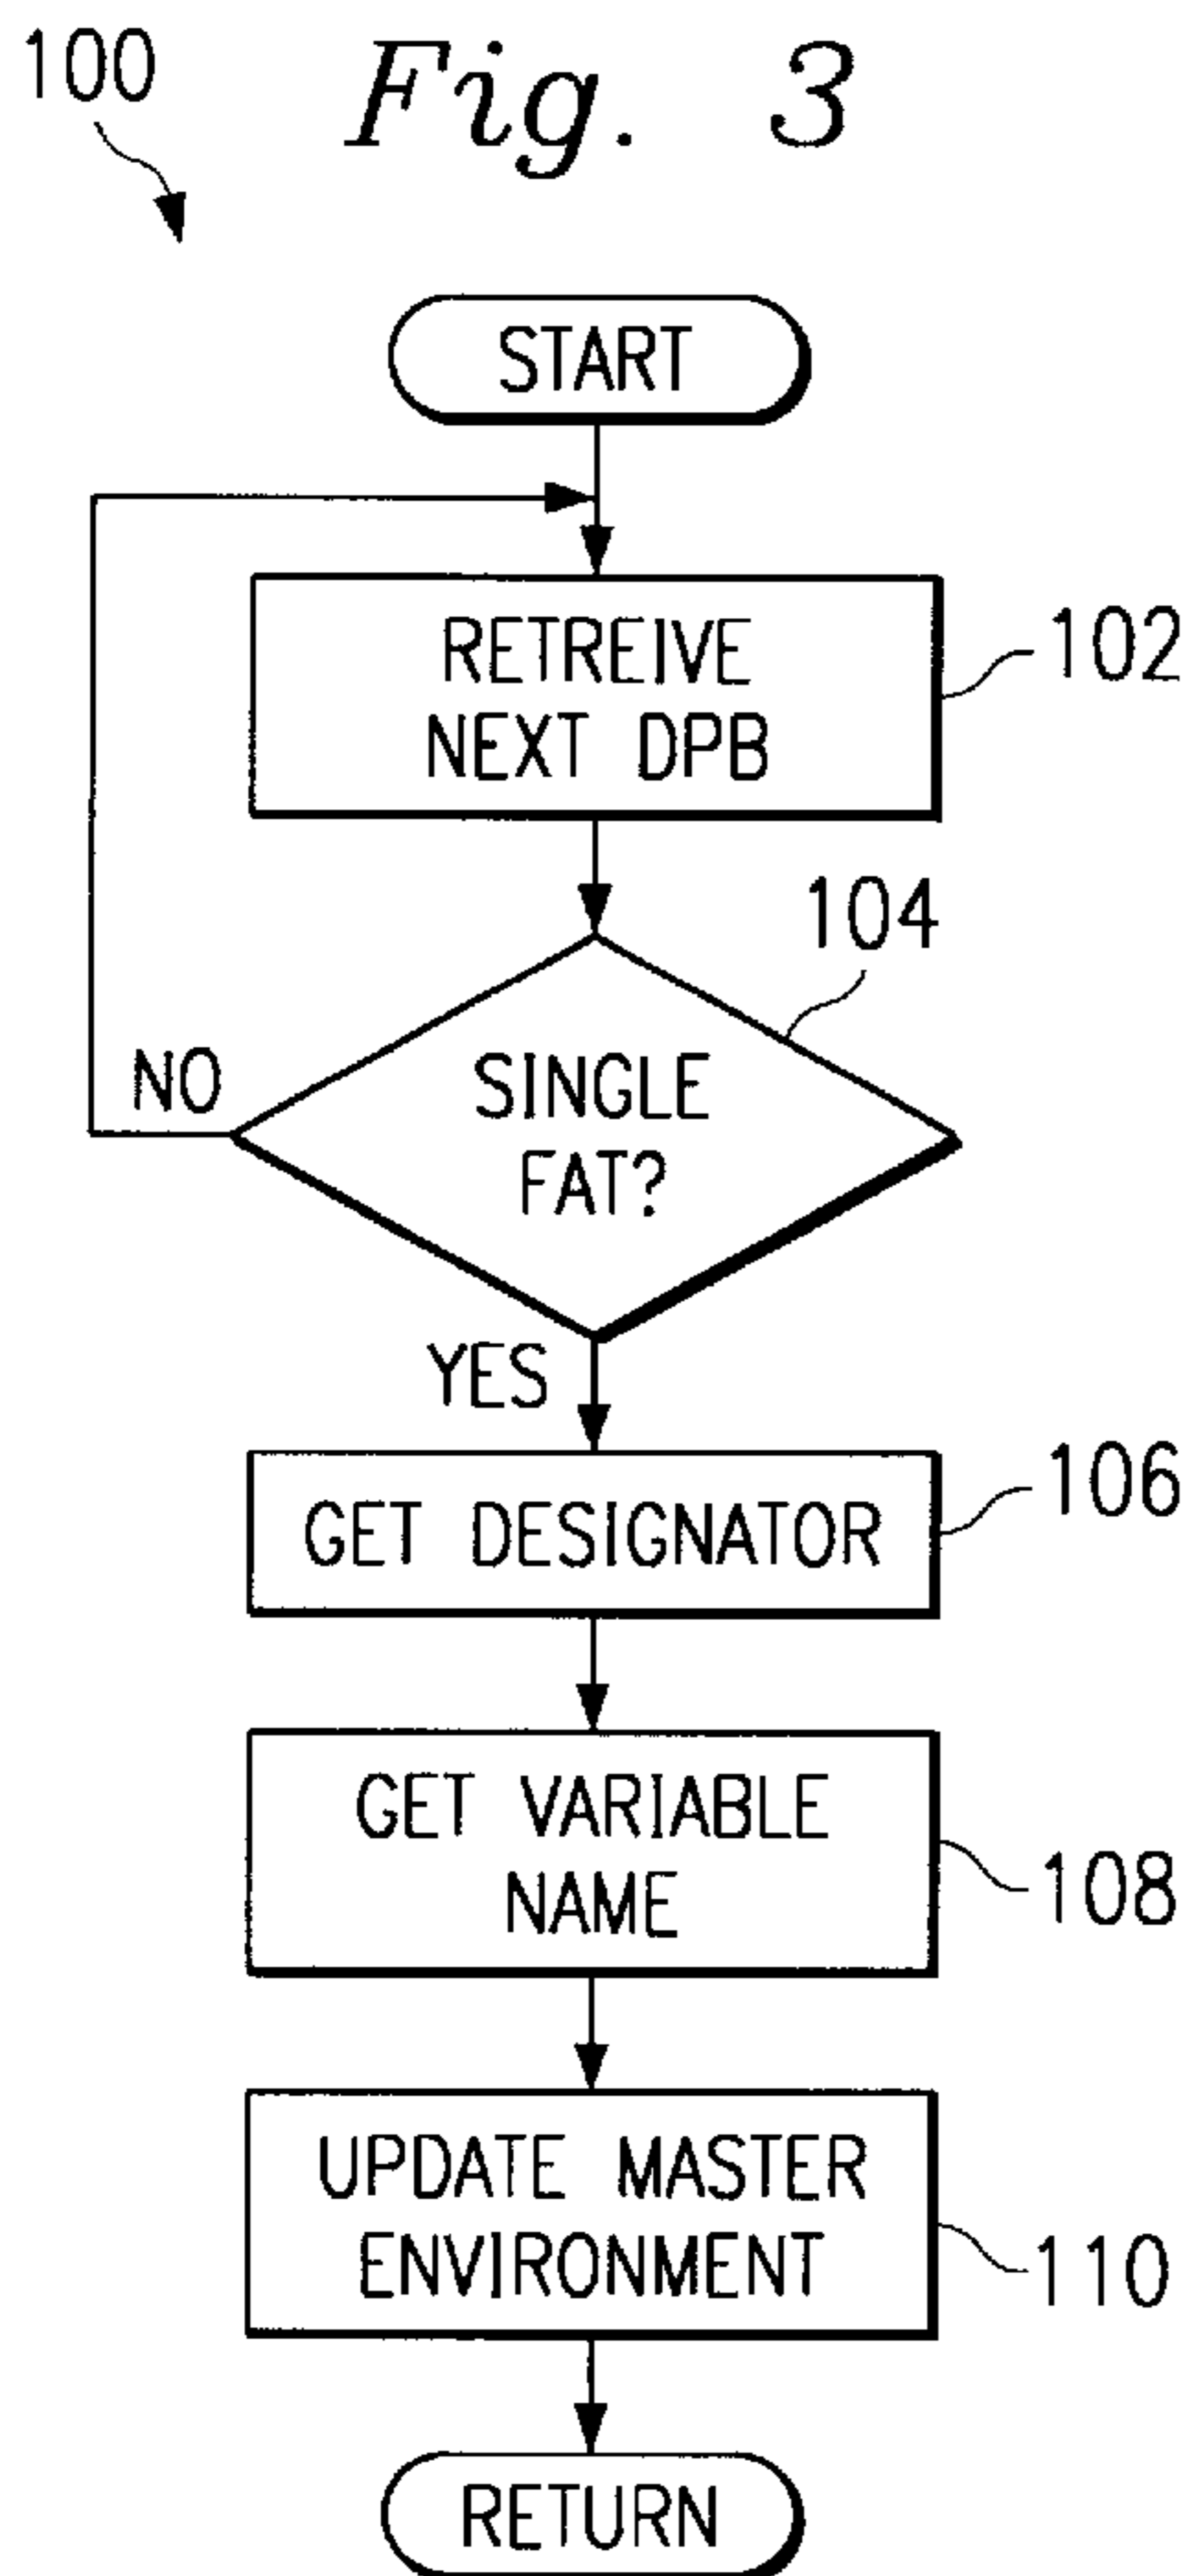 100
Fig. 3
START
RETREIVE
NEXT DPB
102
104
NO
SINGLE
FAT?
YES
GET DESIGNATOR
106
GET VARIABLE
NAME
108
UPDATE MASTER
ENVIRONMENT
110
RETURN